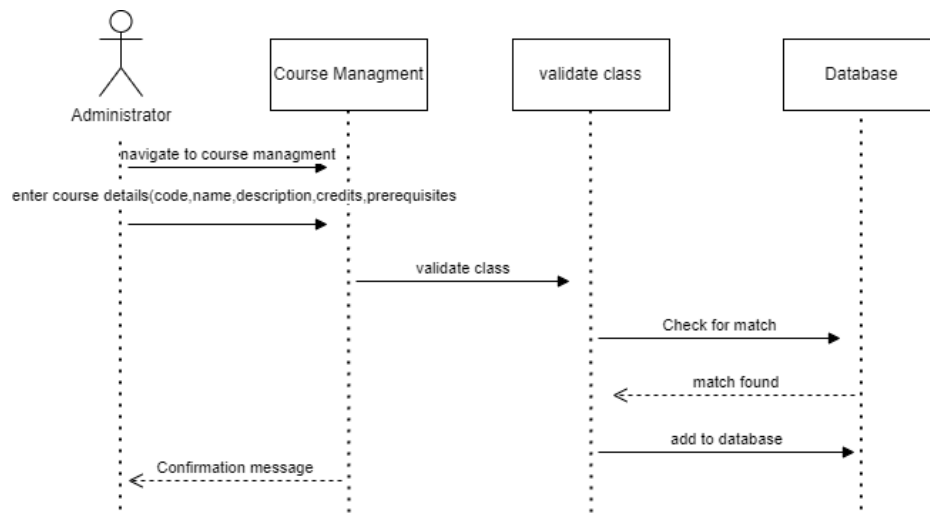 Course Managment
validate class
Database
Administrator
navigate to course managment
enter course details(code,name,description,credits,prerequisites
validate class
Check for match
match found
add to database
Confirmation message